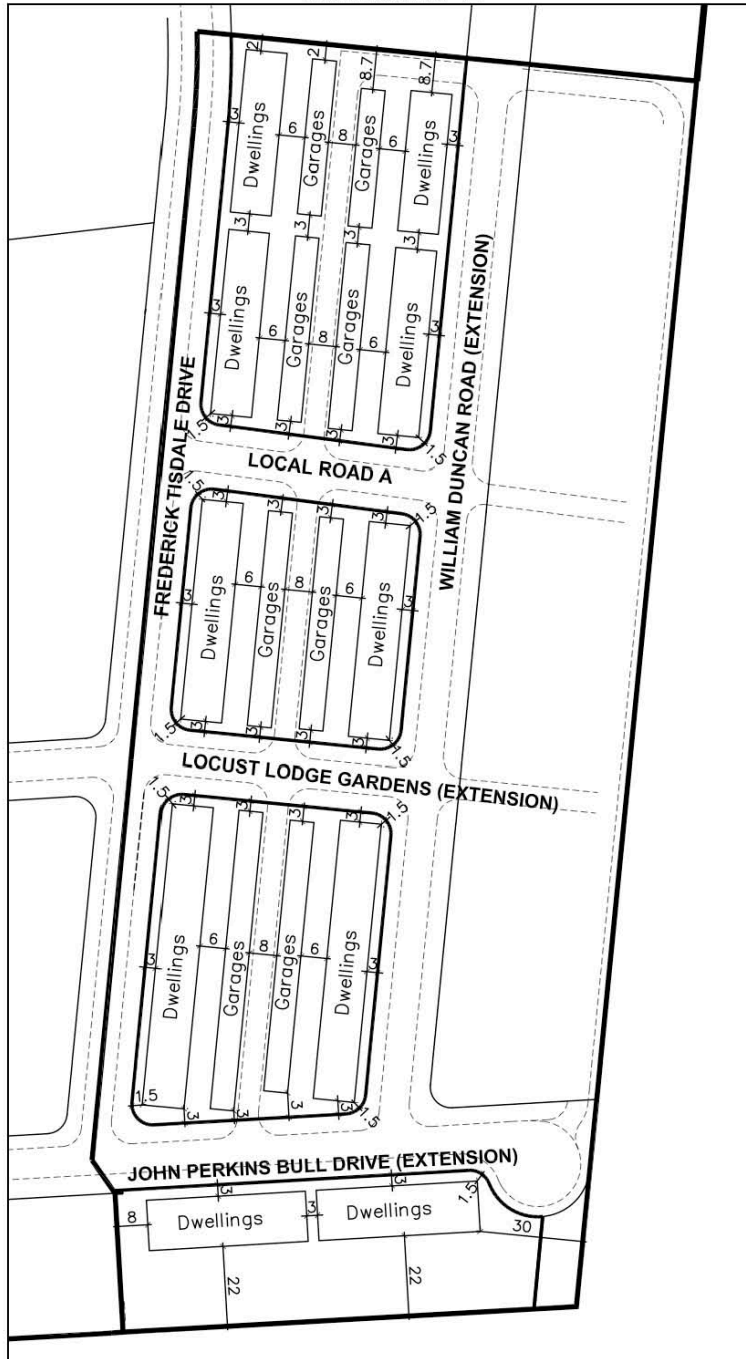 2
2
8.7
8.7
3
Dwellings
6
Garages
8
Garages
6
Dwellings
3
3
3
3
3
3
Dwellings
6
Garages
8
Garages
6
Dwellings
3
1.5
3
3
3
3
1.5
FREDERICK TISDALE DRIVE
LOCAL ROAD A
WILLIAM DUNCAN ROAD (EXTENSION)
1.5
3
3
3
3
1.5
3
Dwellings
6
Garages
8
Garages
6
Dwellings
3
1.5
3
3
3
3
1.5
LOCUST LODGE GARDENS (EXTENSION)
1.5
3
3
3
3
1.5
3
Dwellings
6
Garages
8
Garages
6
Dwellings
3
1.5
3
3
3
3
1.5
JOHN PERKINS BULL DRIVE (EXTENSION)
3
3
1.5
8
Dwellings
3
Dwellings
30
22
22